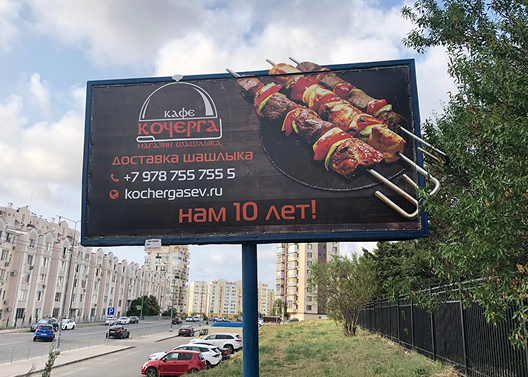 КАФЕ
КОЧЕРГА
МАГАЗИН ШАШЛЫКА
ДОСТАВКА ШАШЛЫКА
+7 978 755 755 5
kochergasev.ru
нам 10 лет!